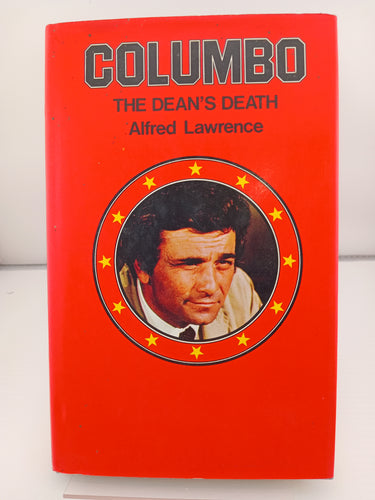 COLUMBO
THE DEAN'S DEATH
Alfred Lawrence